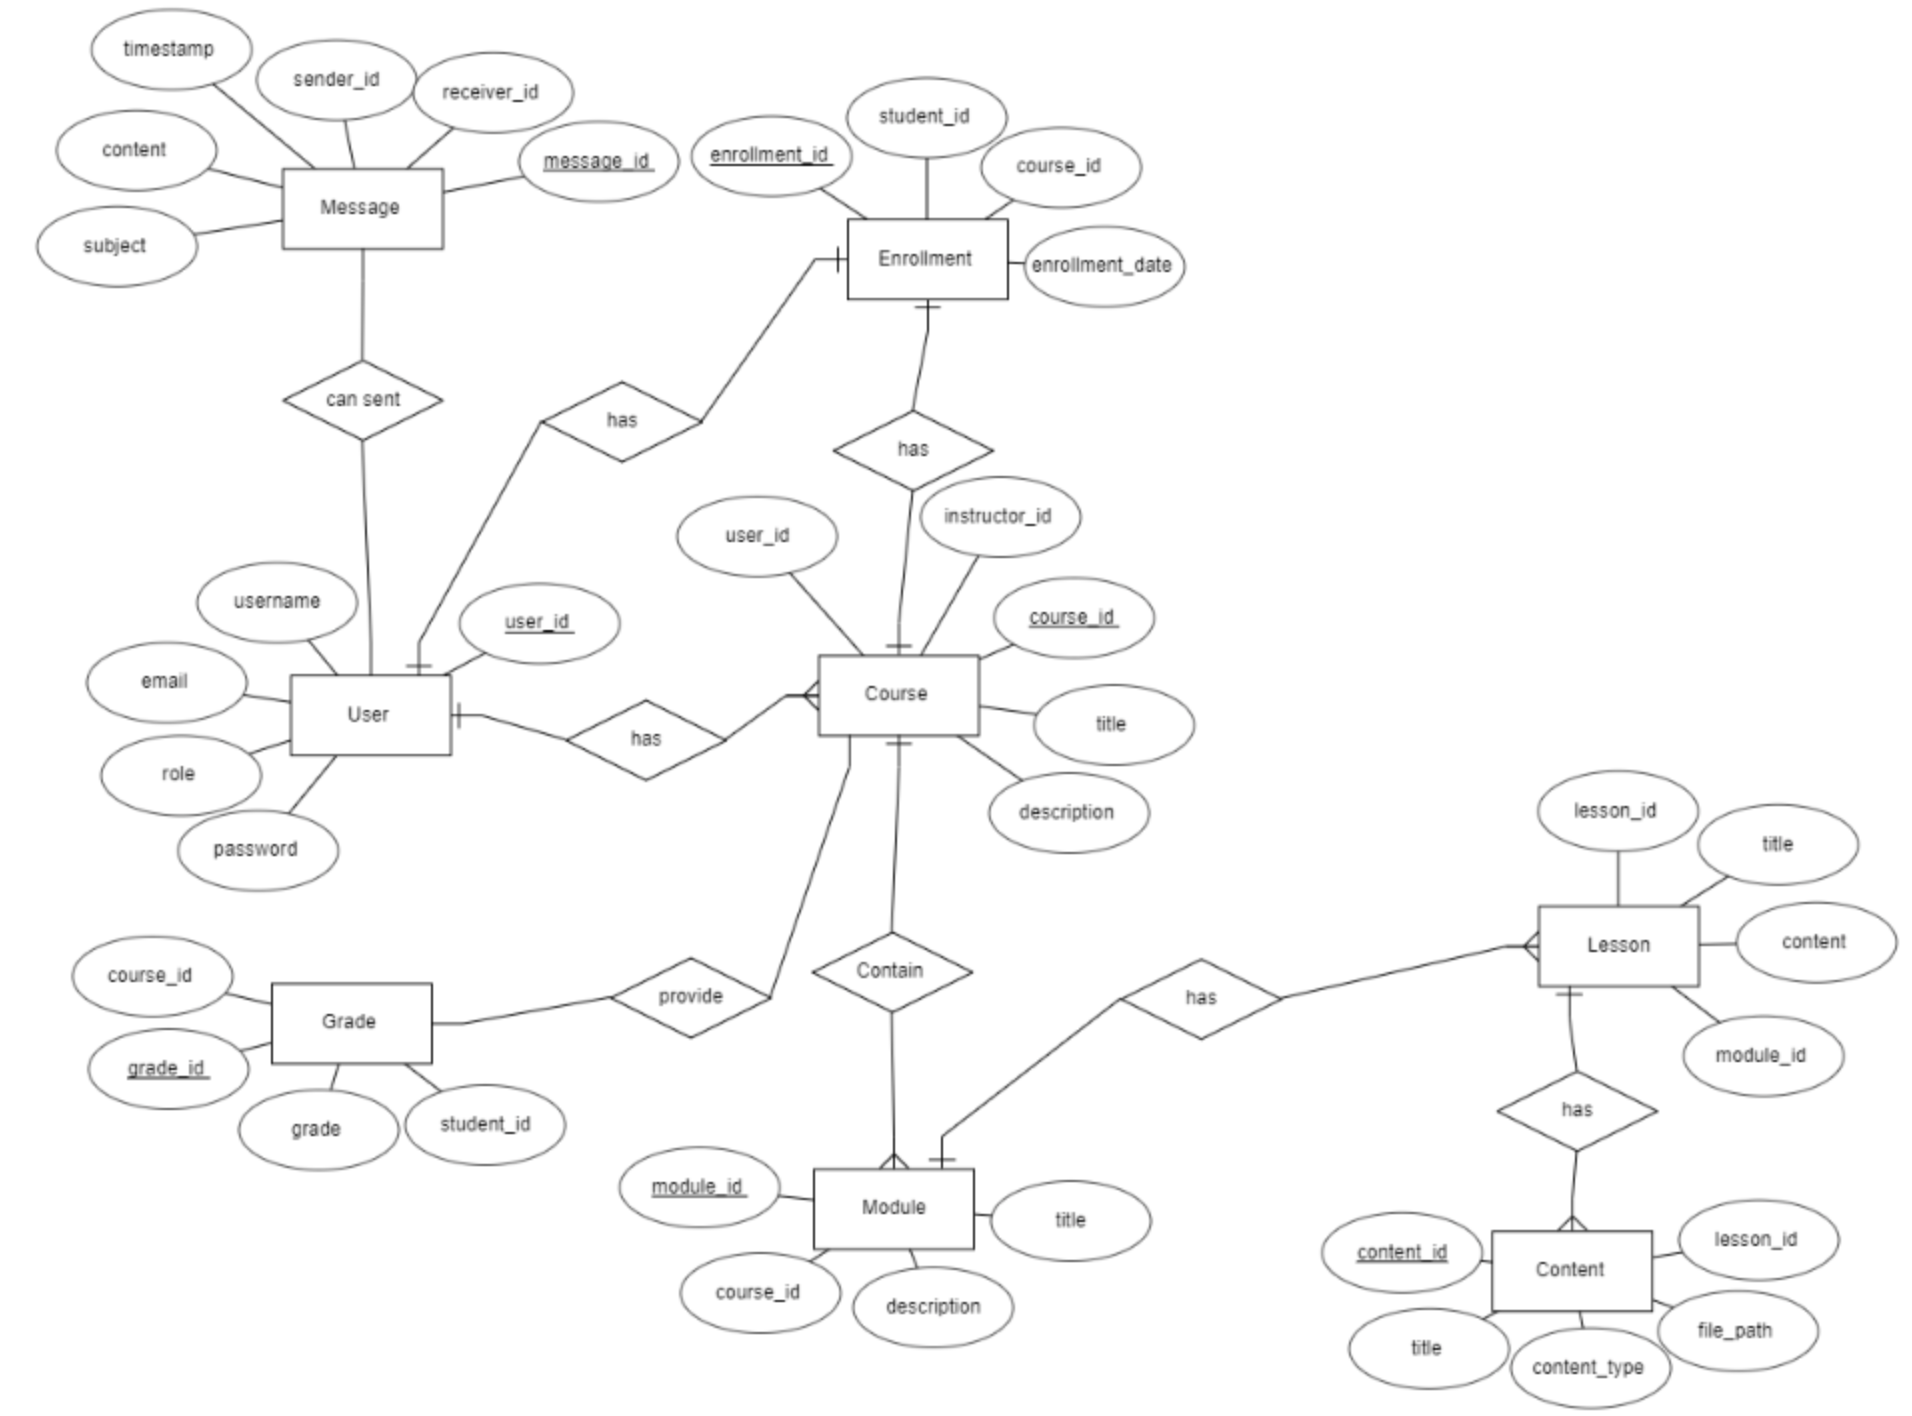 timestamp
sender_id
receiver_id
content
message_id
Message
subject
student_id
enrollment_id
course_id
Enrollment
enrollment_date
can sent
has
has
user_id
instructor_id
username
user_id
course_id
email
User
has
Course
title
role
description
password
lesson_id
title
course_id
Grade
provide
Contain
has
Lesson
content
grade_id
grade
student_id
module_id
has
module_id
Module
title
course_id
description
content_id
Content
lesson_id
title
content_type
file_path